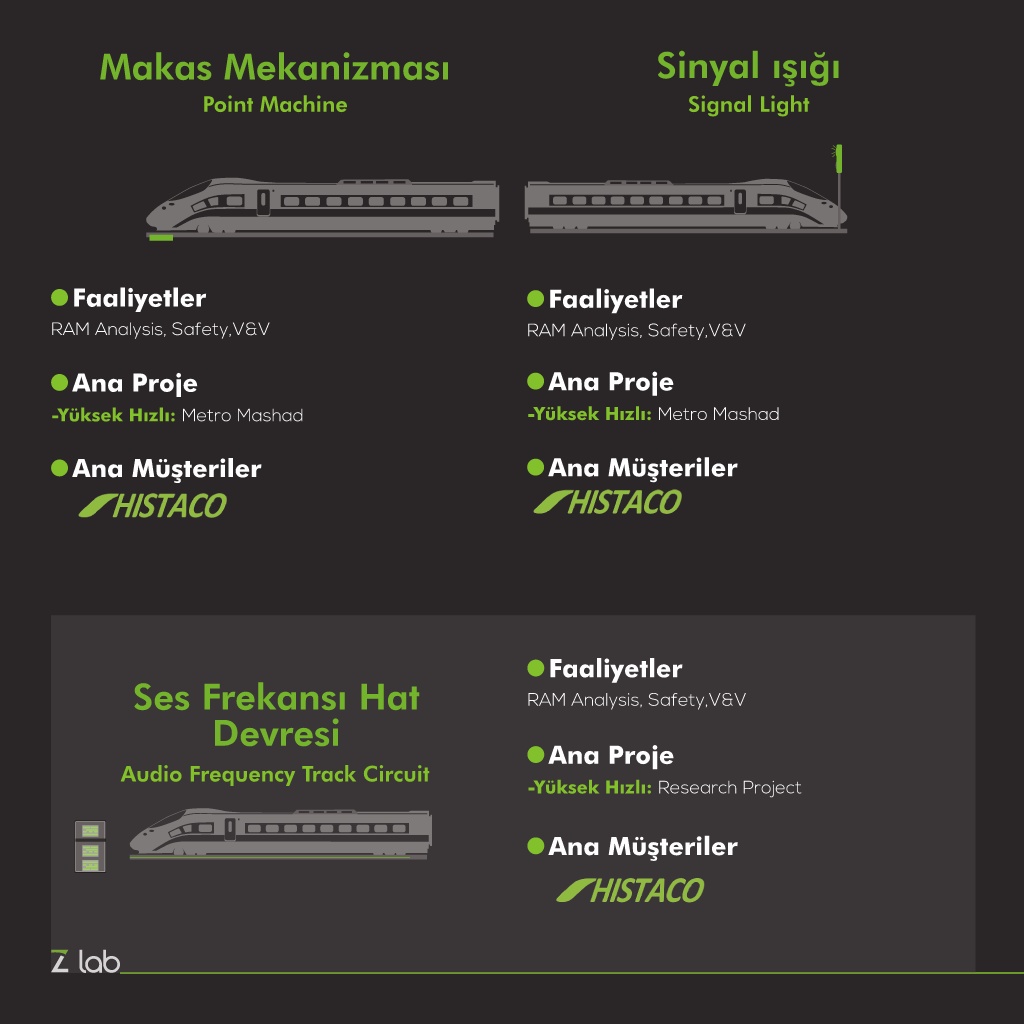 Makas Mekanizması
Point Machine
Faaliyetler
RAM Analysis, Safety,V&V
Ana Proje
-Yüksek Hızlı: Metro Mashad
Ana Müşteriler
HISTACO
Sinyal ışığı
Signal Light
Faaliyetler
RAM Analysis, Safety,V&V
Ana Proje
-Yüksek Hızlı: Metro Mashad
Ana Müşteriler
HISTACO
Ses Frekansı Hat
Devresi
Audio Frequency Track Circuit
Faaliyetler
RAM Analysis, Safety,V&V
Ana Proje
-Yüksek Hızlı: Research Project
Ana Müşteriler
HISTACO
Z lab